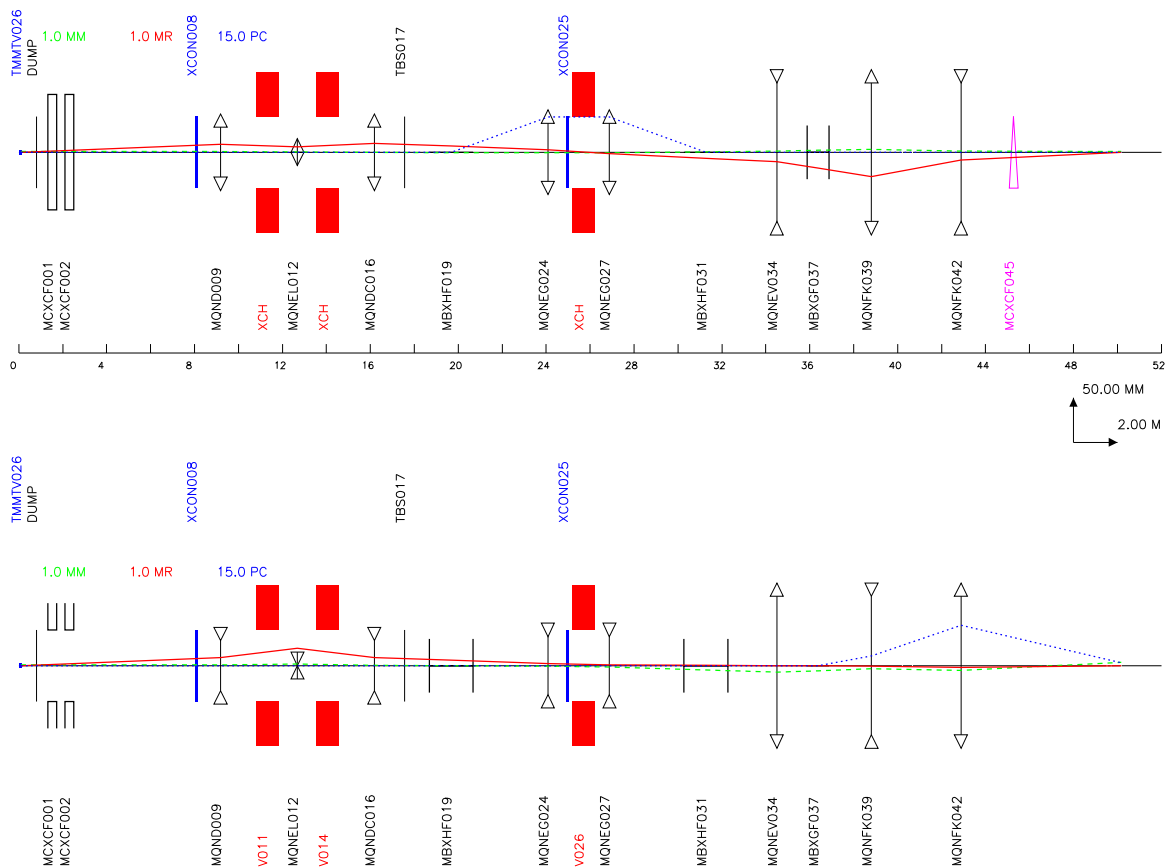 TMMTV026
DUMP
1.0 MM
1.0 MR
15.0 PC
XCON008
TBS017
XCON025
MCXCF001
MCXCF002
MQND009
XCH
MQNEL012
XCH
MQNDC016
MBXHF019
MQNEG024
XCH
MQNEG027
MBXHF031
MQNEV034
MBXGF037
MQNFK039
MQNFK042
MCXCF045
0 4 8 12 16 20 24 28 32 36 40 44 48 52
50.00 MM
2.00 M
TMMTV026
DUMP
XCON008
TBS017
XCON025
1.0 MM
1.0 MR
15.0 PC
MCXCF001
MCXCF002
MQND009
V011
MQNEL012
V014
MQNDC016
MBXHF019
MQNEG024
V026
MQNEG027
MBXHF031
MQNEV034
MBXGF037
MQNFK039
MQNFK042